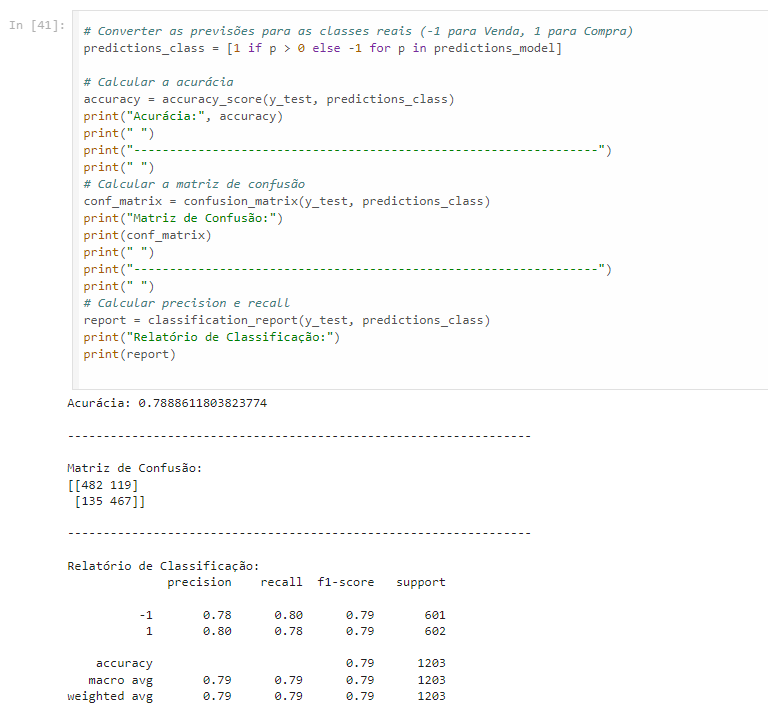 In [41]:
# Converter as previsões para as classes reais (-1 para Venda, 1 para Compra)
predictions_class = [1 if p > 0 else -1 for p in predictions_model]
# Calcular a acurácia
accuracy = accuracy_score(y_test, predictions_class)
print("Acurácia:", accuracy)
print(" ")
print("-----------------------------------------------------------------")
print(" ")
# Calcular a matriz de confusão
conf_matrix = confusion_matrix(y_test, predictions_class)
print("Matriz de Confusão:")
print(conf_matrix)
print(" ")
print("-----------------------------------------------------------------")
print(" ")
# Calcular precision e recall
report = classification_report(y_test, predictions_class)
print("Relatório de Classificação:")
print(report)
Acurácia: 0.7888611803823774
-----------------------------------------------------------------
Matriz de Confusão:
[[482 119]
 [135 467]]
-----------------------------------------------------------------
Relatório de Classificação:
              precision    recall  f1-score   support
          -1       0.78      0.80      0.79       601
           1       0.80      0.78      0.79       602
    accuracy                           0.79      1203
   macro avg       0.79      0.79      0.79      1203
weighted avg       0.79      0.79      0.79      1203